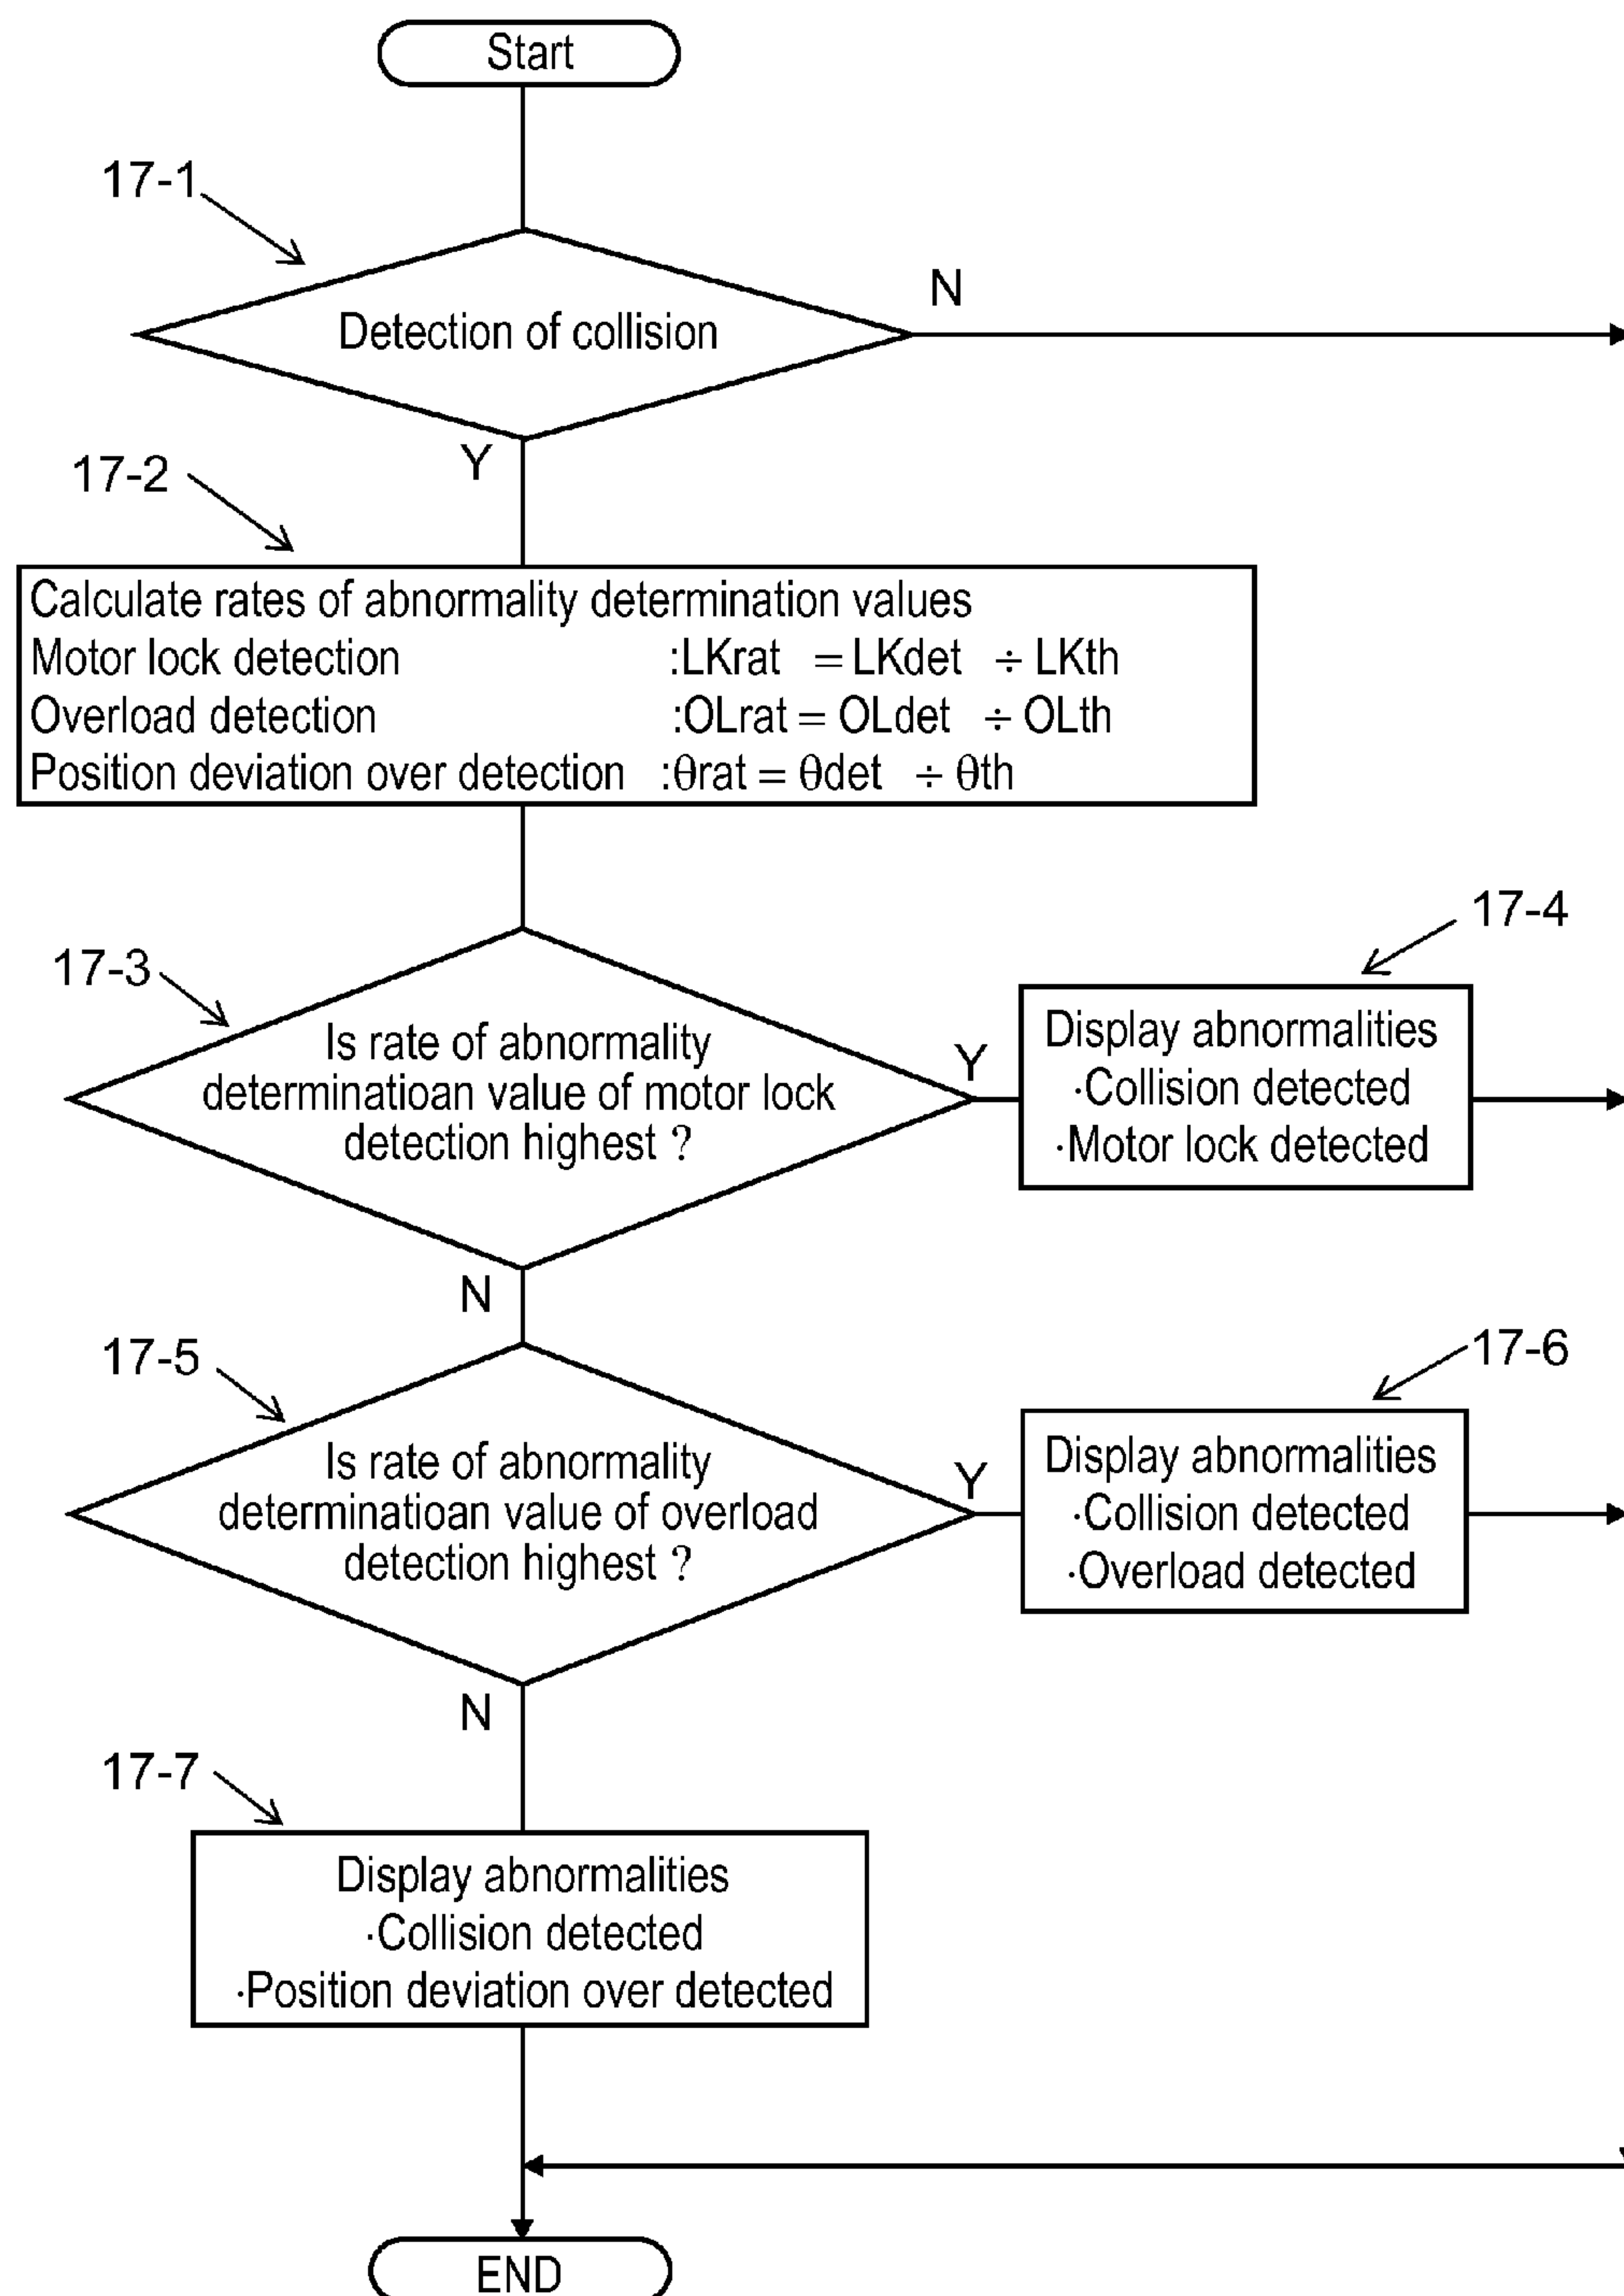 Start
17-1
Detection of collision
N
Y
17-2
Calculate rates of abnormality determination values
Motor lock detection :LKrat = LKdet ÷ LKth
Overload detection :OLrat = OLdet ÷ OLth
Position deviation over detection :θrat = θdet ÷ θth
17-3
Is rate of abnormality
determinatioan value of motor lock
detection highest ?
Y
17-4
Display abnormalities
·Collision detected
·Motor lock detected
N
17-5
Is rate of abnormality
determinatioan value of overload
detection highest ?
Y
17-6
Display abnormalities
·Collision detected
·Overload detected
N
17-7
Display abnormalities
·Collision detected
·Position deviation over detected
END